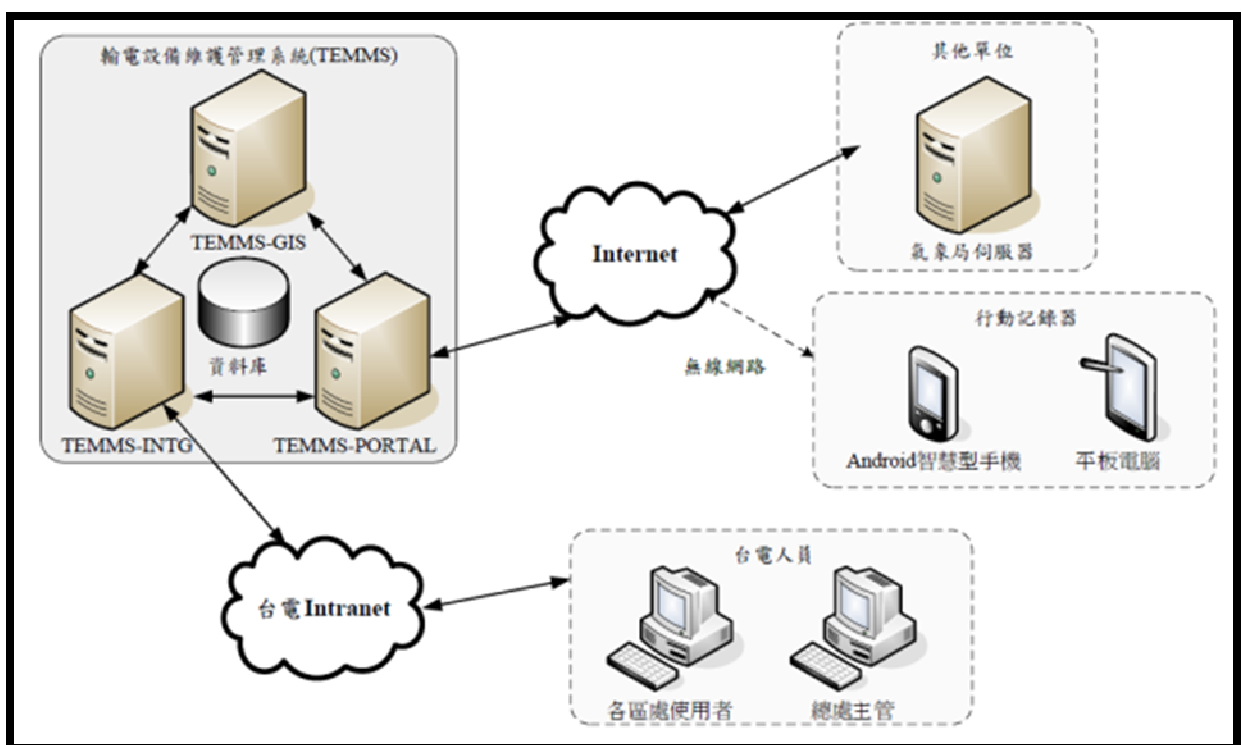 輸電設備維護管理系統(TEMMS)
TEMMS-GIS
資料庫
TEMMS-INTG
TEMMS-PORTAL
Internet
其他單位
氣象局伺服器
無線網路
行動記錄器
Android智慧型手機
平板電腦
台電Intranet
台電人員
各區處使用者
總處主管